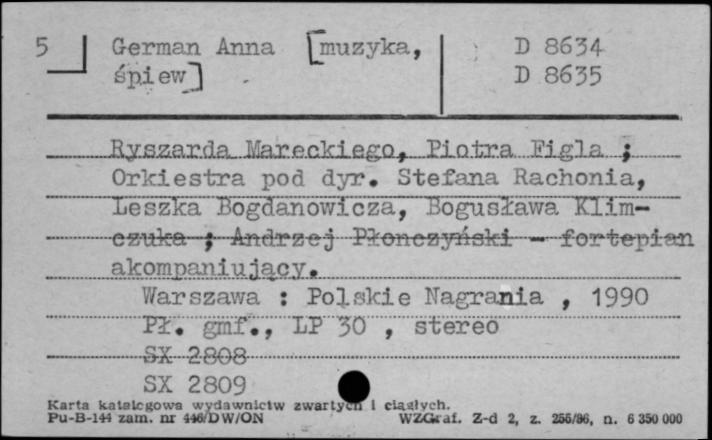 5 German Anna [muzyka, D 8634
śpiew] D 8635
Ryszarda Mareckiego, Piotra Figla ;
Orkiestra pod dyr. Stefana Rachonia,
Leszka Bogdanowicza, Bogusława Klim-
czuka ; Andrzej Płonczyński - fortepian
akompaniujący.
Warszawa : Polskie Nagrania , 1990
Pł. gmf., LP 30 , stereo
SX 2808
SX 2809
Karta katalogowa wydawnictw zwartych i ciągłych.
Pu-B-144 zam. nr 446/DW/ON WZGraf. Z-d 2, z. 256/86, n. 6 350 000